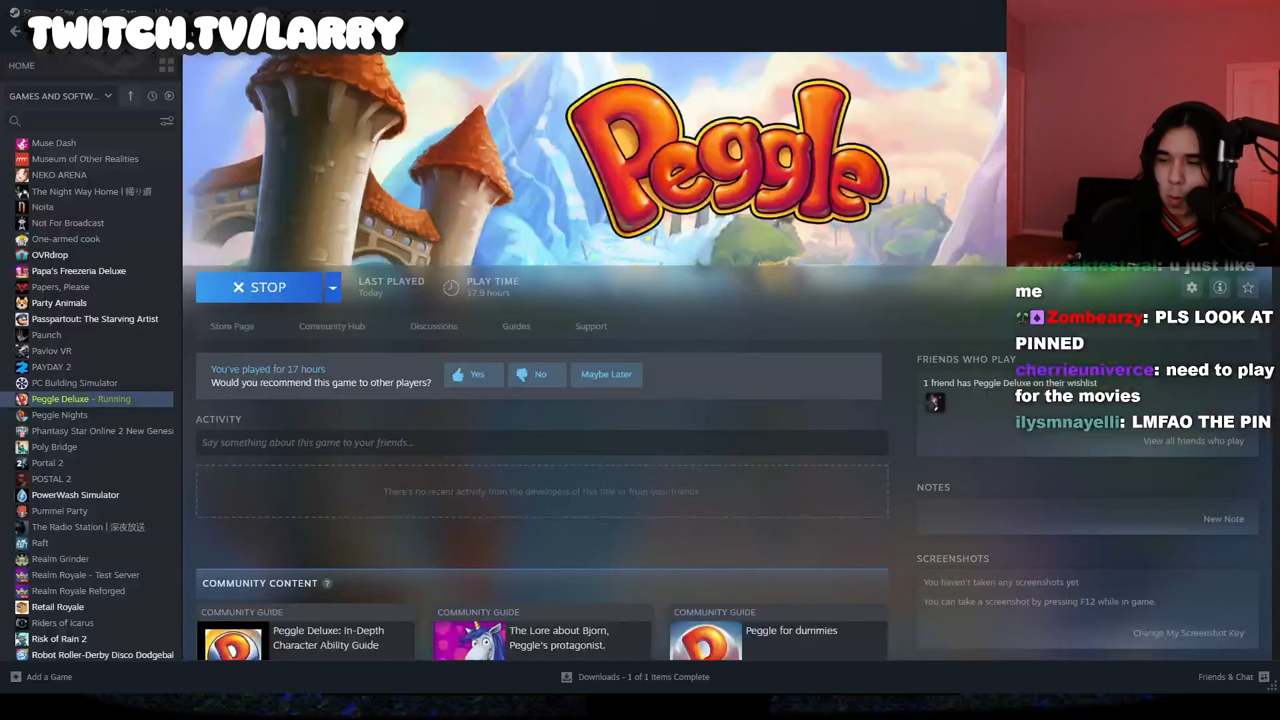 TWITCH.TV/LARRY
HOME
GAMES AND SOFTW...
Muse Dash
Museum of Other Realities
NEKO ARENA
The Night Way Home | 帰り道
Noita
Not For Broadcast
One-armed cook
OVRdrop
Papa's Freezeria Deluxe
Papers, Please
Party Animals
Passpartout: The Starving Artist
Paunch
Pavlov VR
PAYDAY 2
PC Building Simulator
Peggle Deluxe - Running
Peggle Nights
Phantasy Star Online 2 New Genesi
Poly Bridge
Portal 2
POSTAL 2
PowerWash Simulator
Pummel Party
The Radio Station | 深夜放送
Raft
Realm Grinder
Realm Royale - Test Server
Realm Royale Reforged
Retail Royale
Riders of Icarus
Risk of Rain 2
Robot Roller-Derby Disco Dodgebal
Add a Game
Peggle
STOP
LAST PLAYED
Today
PLAY TIME
17.9 hours
Store Page
Community Hub
Discussions
Guides
Support
You've played for 17 hours
Would you recommend this game to other players?
Yes
No
Maybe Later
ACTIVITY
Say something about this game to your friends...
There's no recent activity from the developers of this title or from your friends
COMMUNITY CONTENT ?
COMMUNITY GUIDE
Peggle Deluxe: In-Depth
Character Ability Guide
COMMUNITY GUIDE
The Lore about Bjorn,
Peggle's protagonist.
COMMUNITY GUIDE
Peggle for dummies
Downloads - 1 of 1 Items Complete
freakfestival: u just like
me
Zombearzy: PLS LOOK AT
PINNED
cherrieuniverce: need to play
for the movies
ilysmnayelli: LMFAO THE PIN
FRIENDS WHO PLAY
1 friend has Peggle Deluxe on their wishlist
View all friends who play
NOTES
New Note
SCREENSHOTS
You haven't taken any screenshots yet
You can take a screenshot by pressing F12 while in game.
Change My Screenshot Key
Friends & Chat